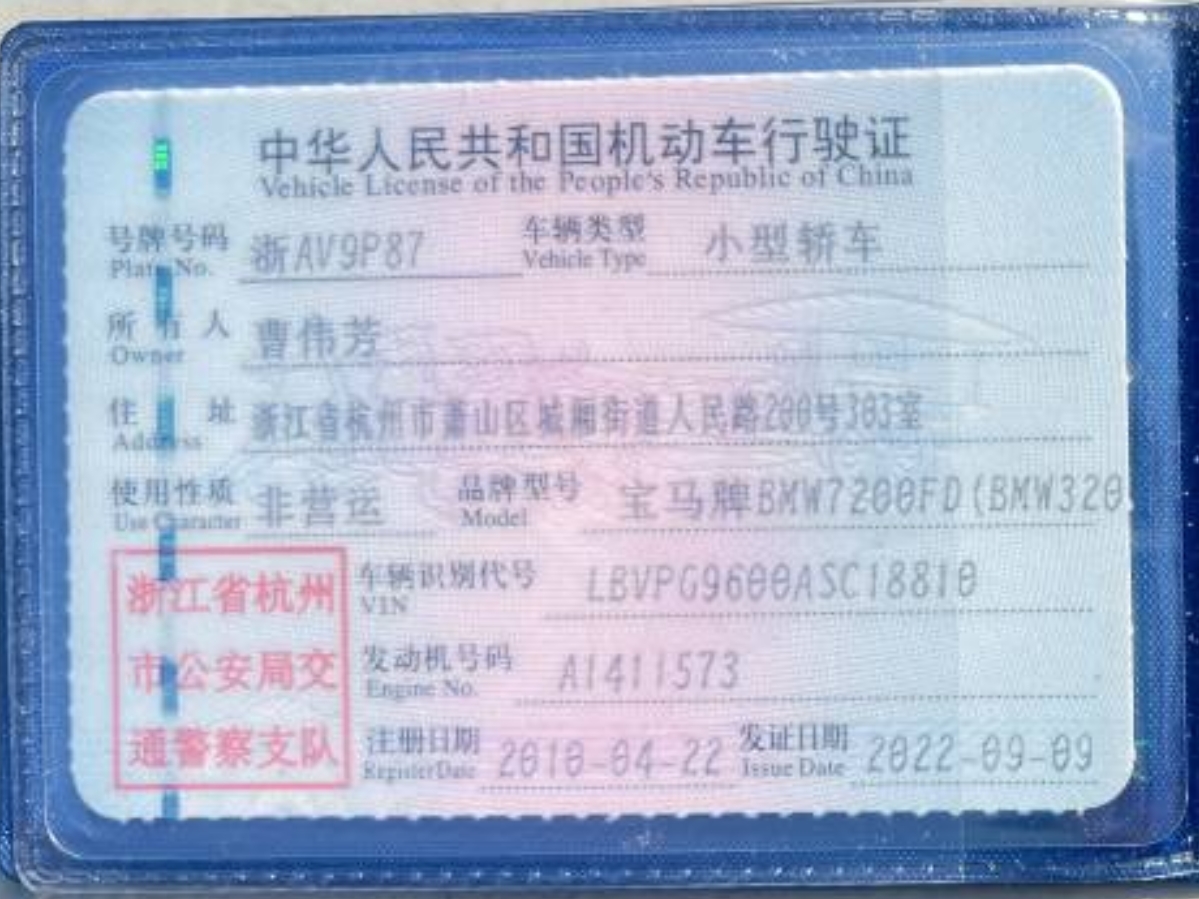 中华人民共和国机动车行驶证
Vehicle License of the People's Republic of China
号牌号码 浙AV9P87 车辆类型 小型轿车
Plate No. Vehicle Type
所有人 曹伟芳
Owner
住址 浙江省杭州市萧山区城厢街道人民路200号303室
Address
使用性质 非营运 品牌型号 宝马牌BMW7200FD(BMW320
Use Character Model
浙江省杭州 车辆识别代号 LBVPG9600ASC18810
VIN
市公安局交 发动机号码 A1411573
Engine No.
通警察支队 注册日期 2010-04-22 发证日期 2022-09-09
Register Date Issue Date